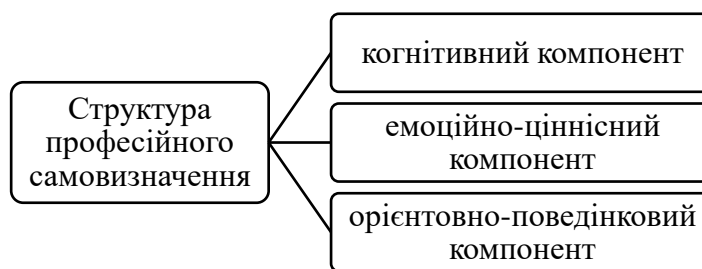 Структура
професійного
самовизначення
когнітивний компонент
емоційно-ціннісний
компонент
орієнтовно-поведінковий
компонент